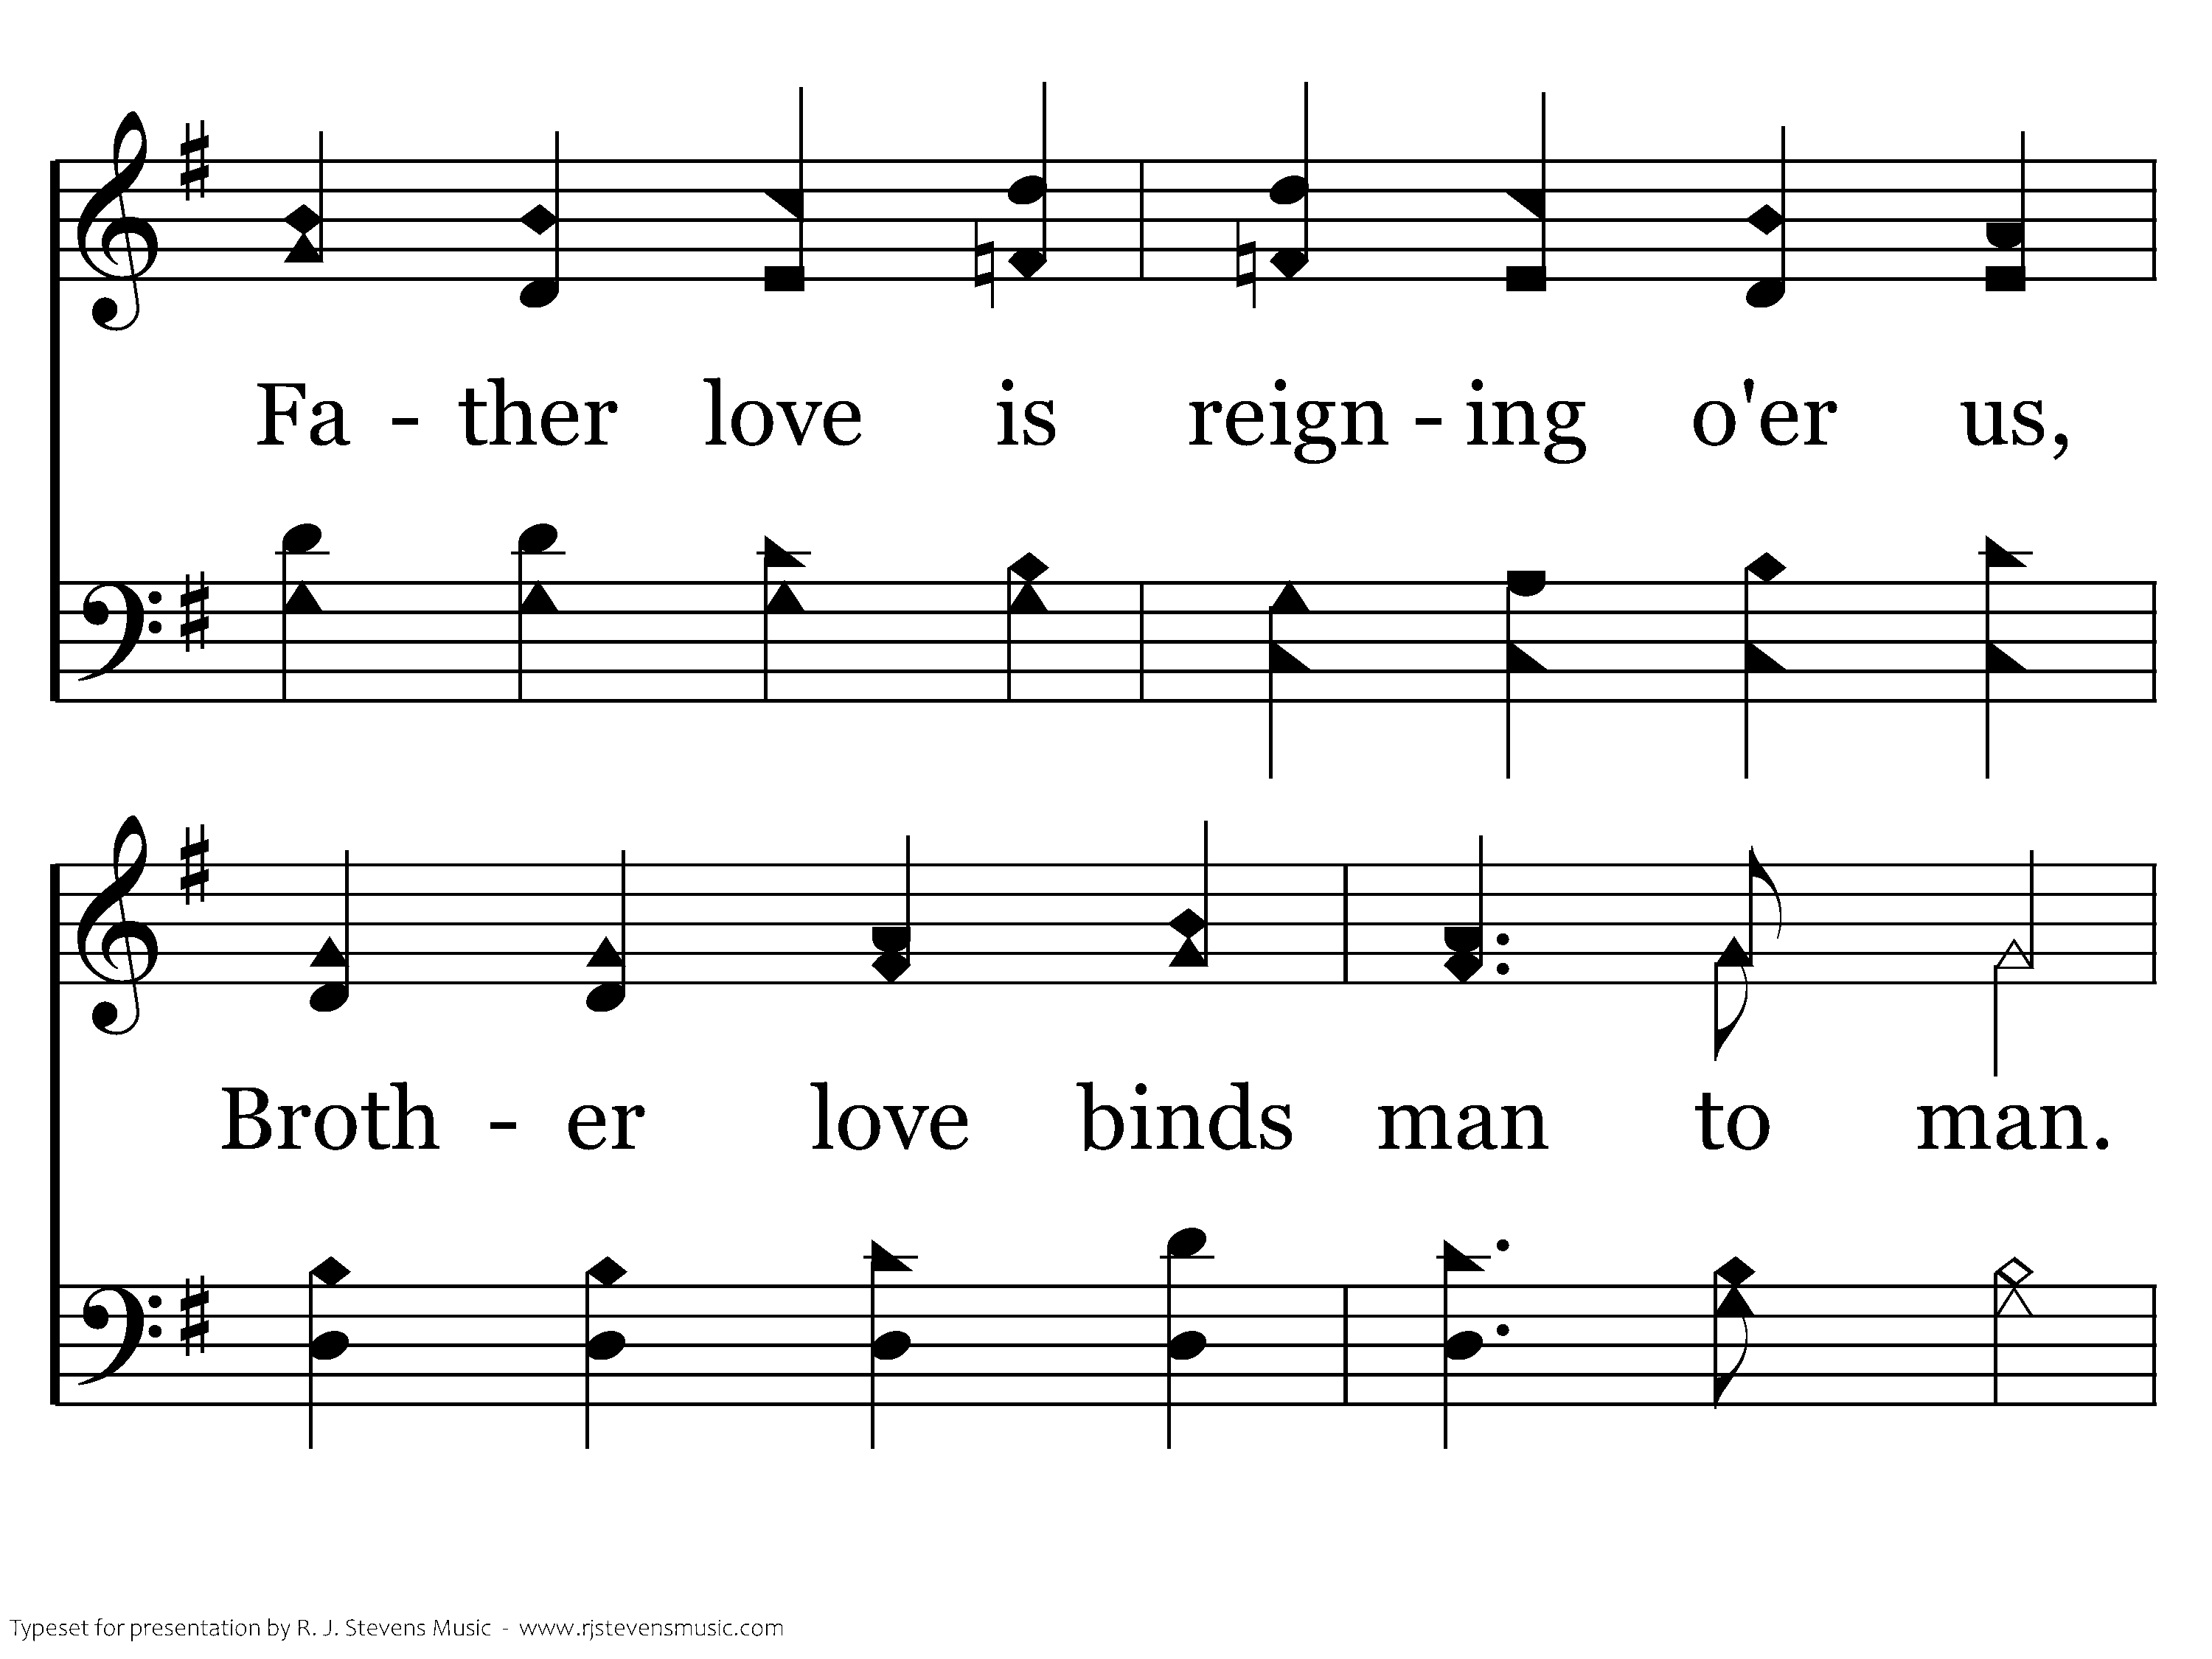 Fa - ther love is reign - ing o'er us,
Broth - er love binds man to man.
Typeset for presentation by R. J. Stevens Music - www.rjstevensmusic.com